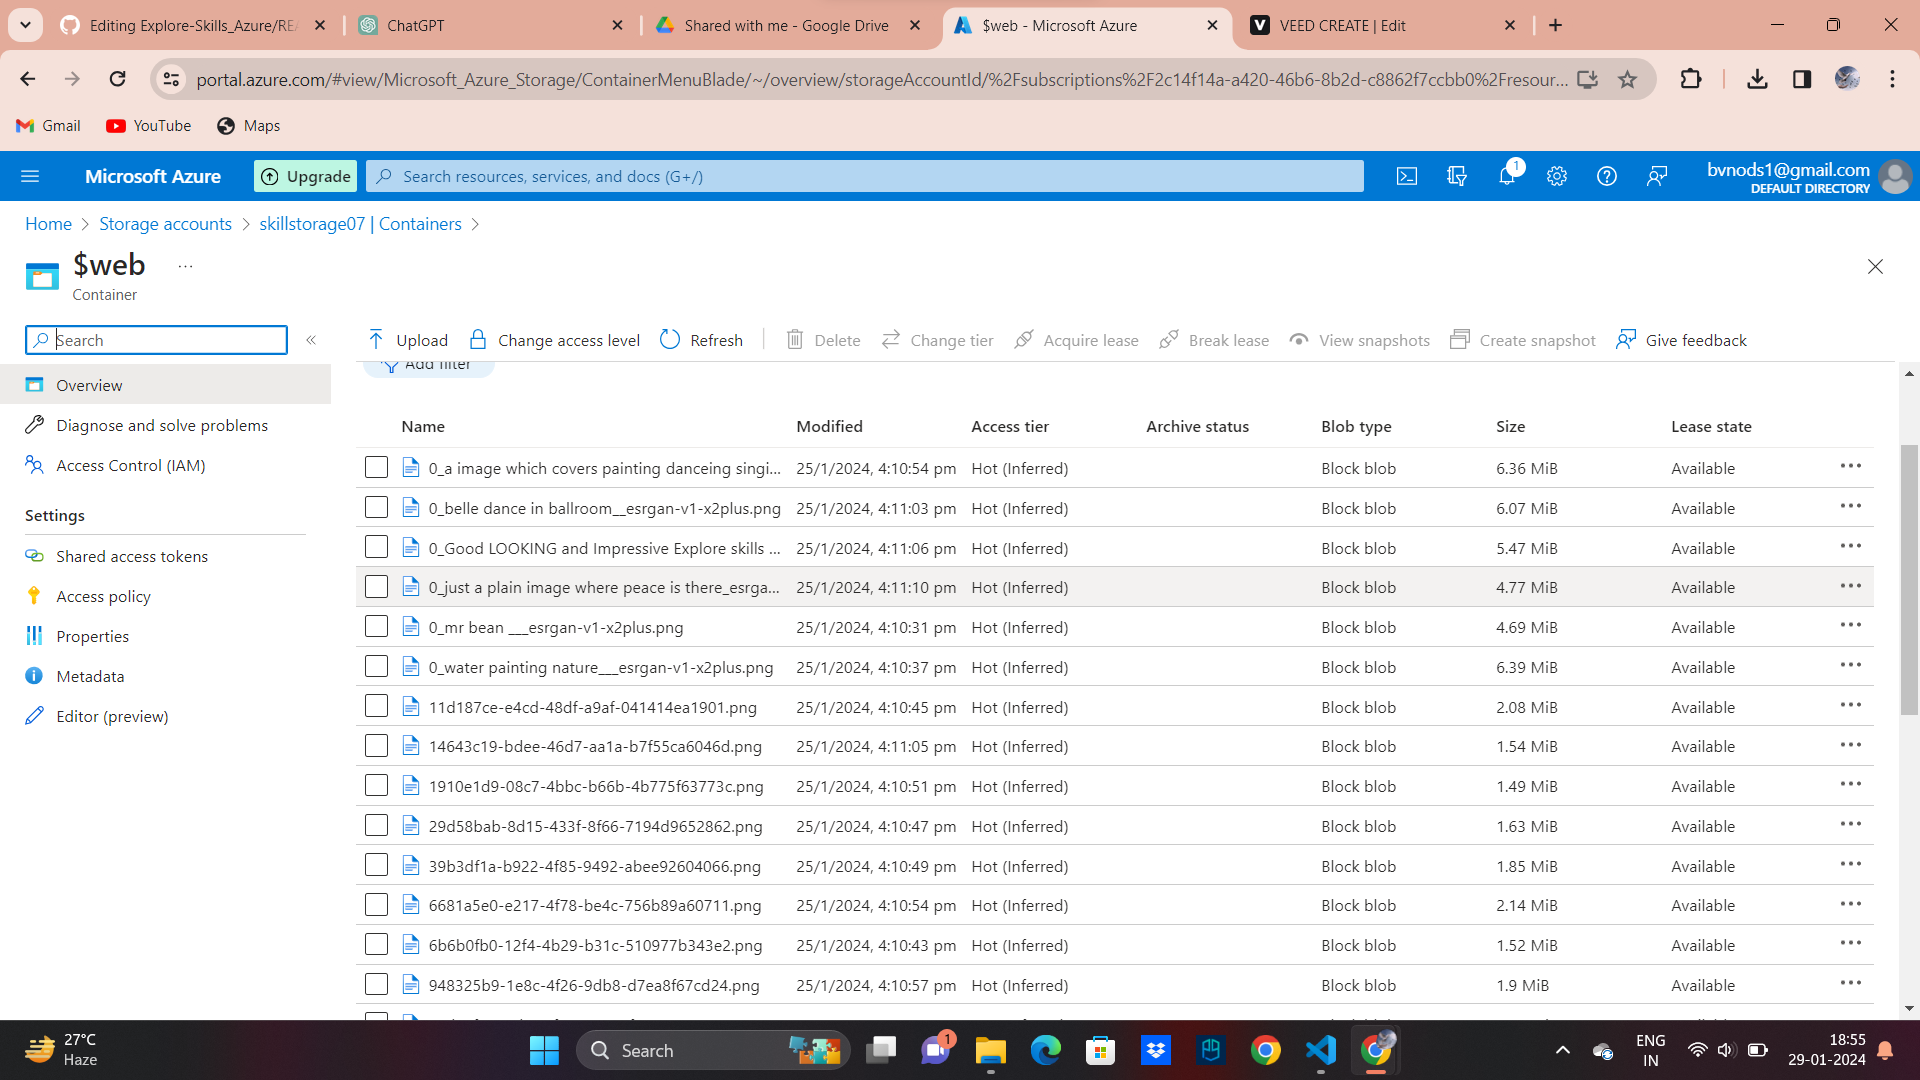 Editing Explore-Skills_Azure/REA
ChatGPT
Shared with me - Google Drive
$web - Microsoft Azure
VEED CREATE | Edit
portal.azure.com/#view/Microsoft_Azure_Storage/ContainerMenuBlade/~/overview/storageAccountId/%2Fsubscriptions%2F2c14f14a-a420-46b6-8b2d-c8862f7ccbb0%2Fresour...
Gmail
YouTube
Maps
Microsoft Azure
Upgrade
Search resources, services, and docs (G+/)
1
bvnods1@gmail.com
DEFAULT DIRECTORY
Home > Storage accounts > skillstorage07 | Containers >
$web ...
Container
Search
Upload
Change access level
Refresh
Delete
Change tier
Acquire lease
Break lease
View snapshots
Create snapshot
Give feedback
Add filter
Overview
Diagnose and solve problems
Access Control (IAM)
Settings
Shared access tokens
Access policy
Properties
Metadata
Editor (preview)
Name Modified Access tier Archive status Blob type Size Lease state
0_a image which covers painting danceing singi... 25/1/2024, 4:10:54 pm Hot (Inferred) Block blob 6.36 MiB Available
0_belle dance in ballroom__esrgan-v1-x2plus.png 25/1/2024, 4:11:03 pm Hot (Inferred) Block blob 6.07 MiB Available
0_Good LOOKING and Impressive Explore skills ... 25/1/2024, 4:11:06 pm Hot (Inferred) Block blob 5.47 MiB Available
0_just a plain image where peace is there_esrga... 25/1/2024, 4:11:10 pm Hot (Inferred) Block blob 4.77 MiB Available
0_mr bean ___esrgan-v1-x2plus.png 25/1/2024, 4:10:31 pm Hot (Inferred) Block blob 4.69 MiB Available
0_water painting nature___esrgan-v1-x2plus.png 25/1/2024, 4:10:37 pm Hot (Inferred) Block blob 6.39 MiB Available
11d187ce-e4cd-48df-a9af-041414ea1901.png 25/1/2024, 4:10:45 pm Hot (Inferred) Block blob 2.08 MiB Available
14643c19-bdee-46d7-aa1a-b7f55ca6046d.png 25/1/2024, 4:11:05 pm Hot (Inferred) Block blob 1.54 MiB Available
1910e1d9-08c7-4bbc-b66b-4b775f63773c.png 25/1/2024, 4:10:51 pm Hot (Inferred) Block blob 1.49 MiB Available
29d58bab-8d15-433f-8f66-7194d9652862.png 25/1/2024, 4:10:47 pm Hot (Inferred) Block blob 1.63 MiB Available
39b3df1a-b922-4f85-9492-abee92604066.png 25/1/2024, 4:10:49 pm Hot (Inferred) Block blob 1.85 MiB Available
6681a5e0-e217-4f78-be4c-756b89a60711.png 25/1/2024, 4:10:54 pm Hot (Inferred) Block blob 2.14 MiB Available
6b6b0fb0-12f4-4b29-b31c-510977b343e2.png 25/1/2024, 4:10:43 pm Hot (Inferred) Block blob 1.52 MiB Available
948325b9-1e8c-4f26-9db8-d7ea8f67cd24.png 25/1/2024, 4:10:57 pm Hot (Inferred) Block blob 1.9 MiB Available
27°C
Haze
Search
1
ENG
IN
18:55
29-01-2024